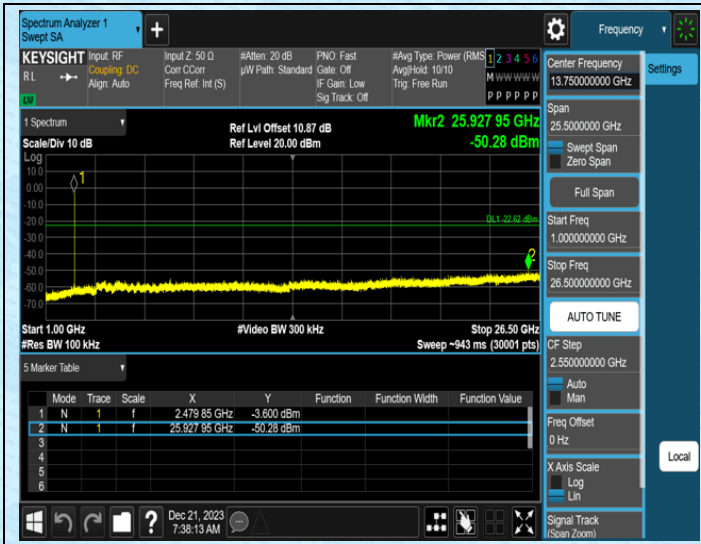 Spectrum Analyzer 1
Swept SA
+
Frequency
KEYSIGHT
RL
LXI
Input: RF
Coupling: DC
Align: Auto
Input Z: 50 Ω
Corr CCorr
Freq Ref: Int (S)
#Atten: 20 dB
µW Path: Standard
PNO: Fast
Gate: Off
IF Gain: Low
Sig Track: Off
#Avg Type: Power (RMS
Avg|Hold: 10/10
Trig: Free Run
1 2 3 4 5 6
M W W W W W
P P P P P P
1 Spectrum
Scale/Div 10 dB
Ref Lvl Offset 10.87 dB
Ref Level 20.00 dBm
Mkr2 25.927 95 GHz
-50.28 dBm
Log
10.0
0.00
-10.0
-20.0
-30.0
-40.0
-50.0
-60.0
-70.0
1
DL1 -22.62 dBm
2
Start 1.00 GHz
#Res BW 100 kHz
#Video BW 300 kHz
Stop 26.50 GHz
Sweep ~943 ms (30001 pts)
5 Marker Table
Mode Trace Scale X Y Function Function Width Function Value
1 N 1 f 2.479 85 GHz -3.600 dBm
2 N 1 f 25.927 95 GHz -50.28 dBm
3
4
5
6
?
Dec 21, 2023
7:38:13 AM
Center Frequency
13.750000000 GHz
Span
25.5000000 GHz
Swept Span
Zero Span
Full Span
Start Freq
1.000000000 GHz
Stop Freq
26.500000000 GHz
AUTO TUNE
CF Step
2.550000000 GHz
Auto
Man
Freq Offset
0 Hz
X Axis Scale
Log
Lin
Signal Track
(Span Zoom)
Settings
Local